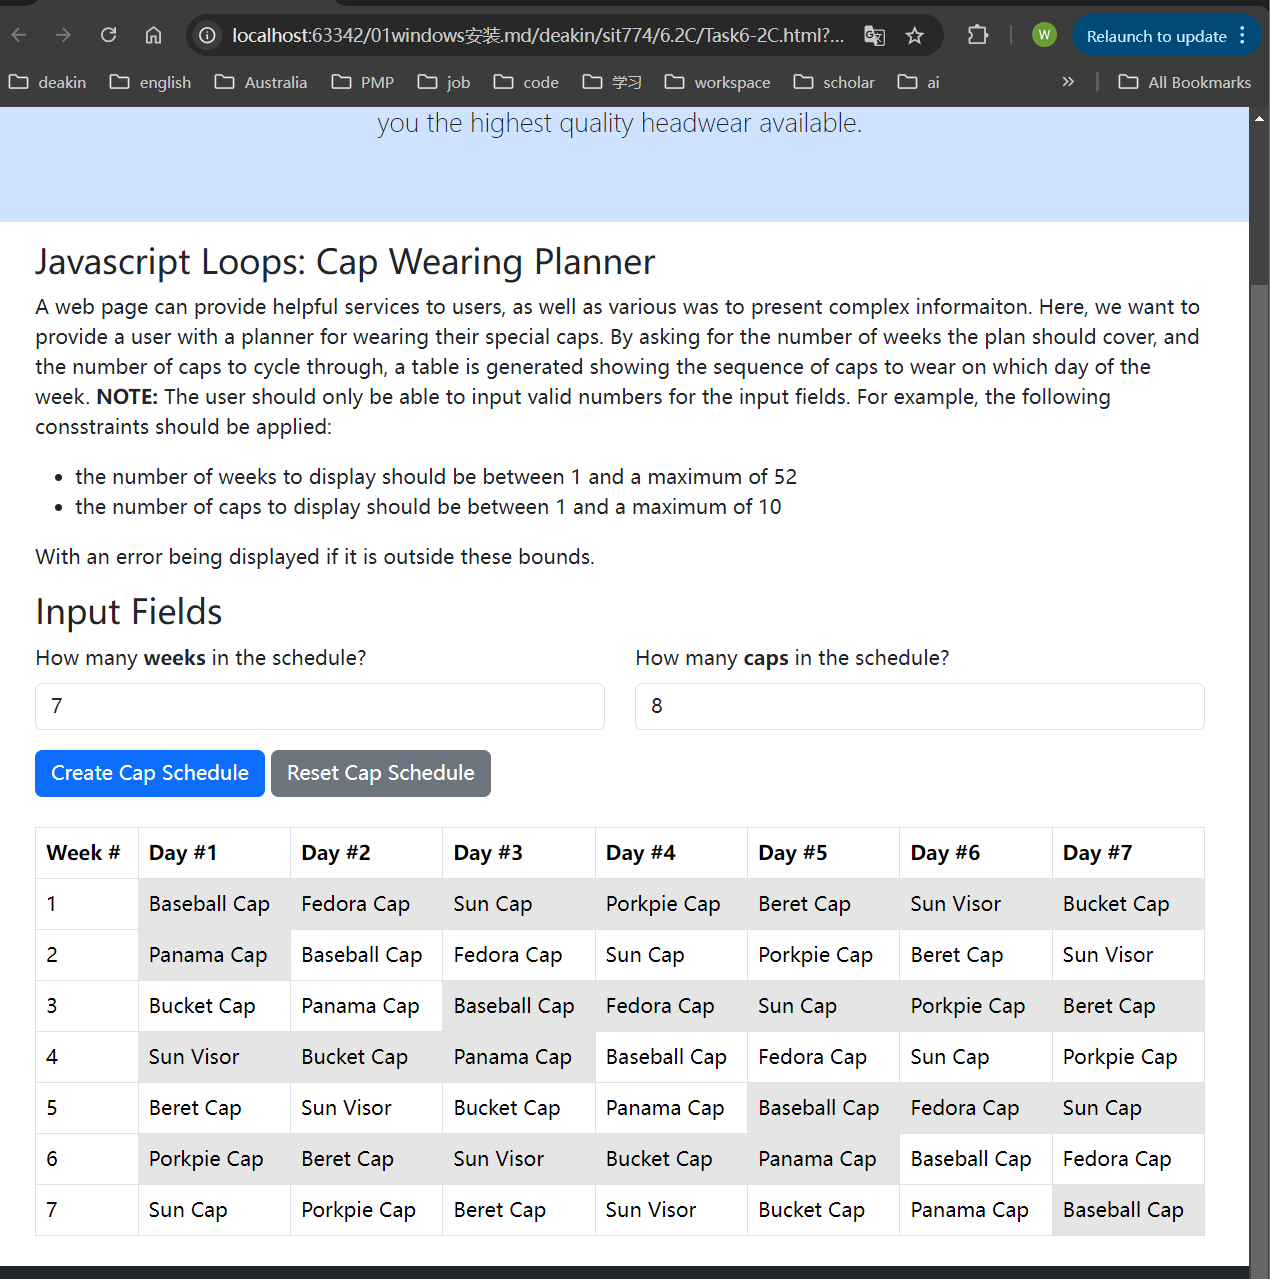 localhost:63342/01windows安装.md/deakin/sit774/6.2C/Task6-2C.html?...
W
Relaunch to update
deakin
english
Australia
PMP
job
code
学习
workspace
scholar
ai
»
All Bookmarks
you the highest quality headwear available.
Javascript Loops: Cap Wearing Planner
A web page can provide helpful services to users, as well as various was to present complex informaiton. Here, we want to
provide a user with a planner for wearing their special caps. By asking for the number of weeks the plan should cover, and
the number of caps to cycle through, a table is generated showing the sequence of caps to wear on which day of the
week. NOTE: The user should only be able to input valid numbers for the input fields. For example, the following
consstraints should be applied:
• the number of weeks to display should be between 1 and a maximum of 52
• the number of caps to display should be between 1 and a maximum of 10
With an error being displayed if it is outside these bounds.
Input Fields
How many weeks in the schedule?
How many caps in the schedule?
7
8
Create Cap Schedule
Reset Cap Schedule
Week # Day #1 Day #2 Day #3 Day #4 Day #5 Day #6 Day #7
1 Baseball Cap Fedora Cap Sun Cap Porkpie Cap Beret Cap Sun Visor Bucket Cap
2 Panama Cap Baseball Cap Fedora Cap Sun Cap Porkpie Cap Beret Cap Sun Visor
3 Bucket Cap Panama Cap Baseball Cap Fedora Cap Sun Cap Porkpie Cap Beret Cap
4 Sun Visor Bucket Cap Panama Cap Baseball Cap Fedora Cap Sun Cap Porkpie Cap
5 Beret Cap Sun Visor Bucket Cap Panama Cap Baseball Cap Fedora Cap Sun Cap
6 Porkpie Cap Beret Cap Sun Visor Bucket Cap Panama Cap Baseball Cap Fedora Cap
7 Sun Cap Porkpie Cap Beret Cap Sun Visor Bucket Cap Panama Cap Baseball Cap